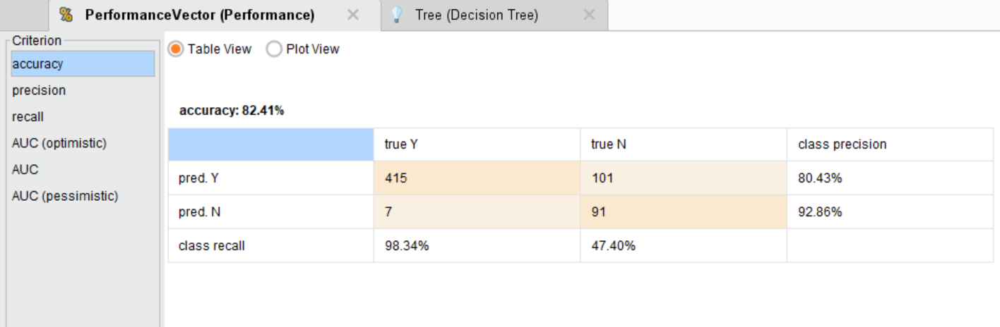 PerformanceVector (Performance) Tree (Decision Tree)
Criterion
accuracy
precision
recall
AUC (optimistic)
AUC
AUC (pessimistic)
Table View Plot View
accuracy: 82.41%
true Y true N class precision
pred. Y 415 101 80.43%
pred. N 7 91 92.86%
class recall 98.34% 47.40%